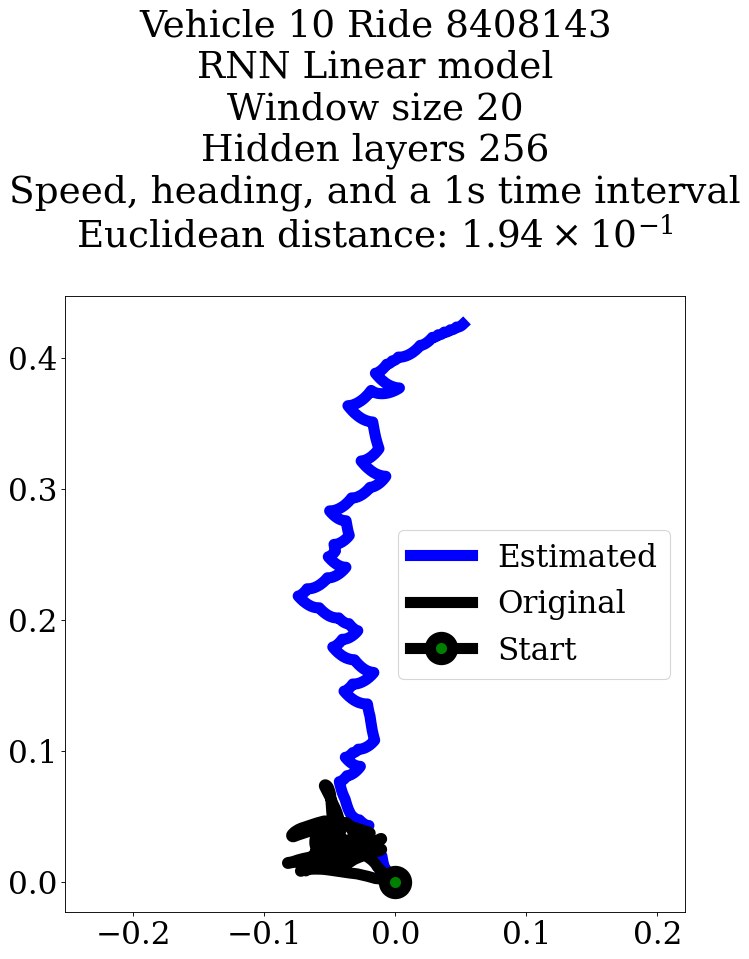 Vehicle 10 Ride 8408143
RNN Linear model
Window size 20
Hidden layers 256
Speed, heading, and a 1s time interval
Euclidean distance: 1.94 × 10⁻¹
0.4
0.3
0.2
0.1
0.0
Estimated
Original
Start
−0.2
−0.1
0.0
0.1
0.2